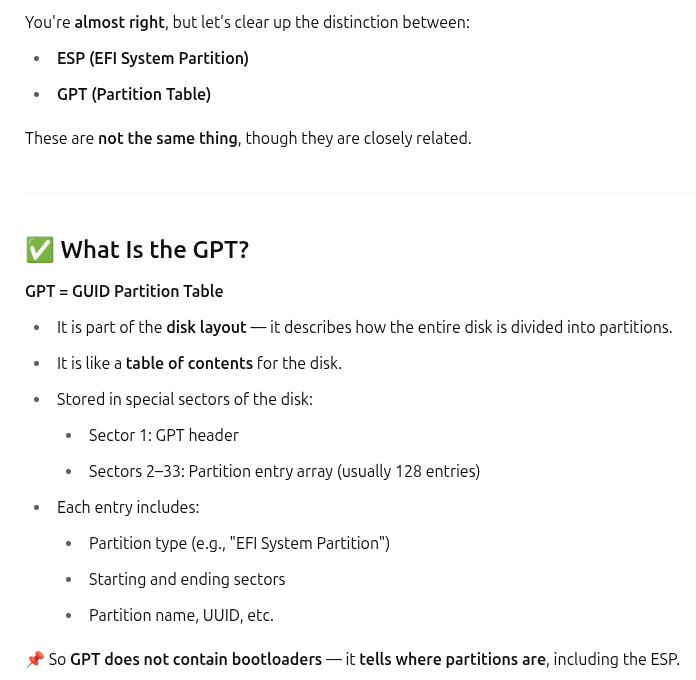 You're almost right, but let's clear up the distinction between:
• ESP (EFI System Partition)
• GPT (Partition Table)
These are not the same thing, though they are closely related.
✅ What Is the GPT?
GPT = GUID Partition Table
• It is part of the disk layout — it describes how the entire disk is divided into partitions.
• It is like a table of contents for the disk.
• Stored in special sectors of the disk:
• Sector 1: GPT header
• Sectors 2–33: Partition entry array (usually 128 entries)
• Each entry includes:
• Partition type (e.g., "EFI System Partition")
• Starting and ending sectors
• Partition name, UUID, etc.
📌 So GPT does not contain bootloaders — it tells where partitions are, including the ESP.